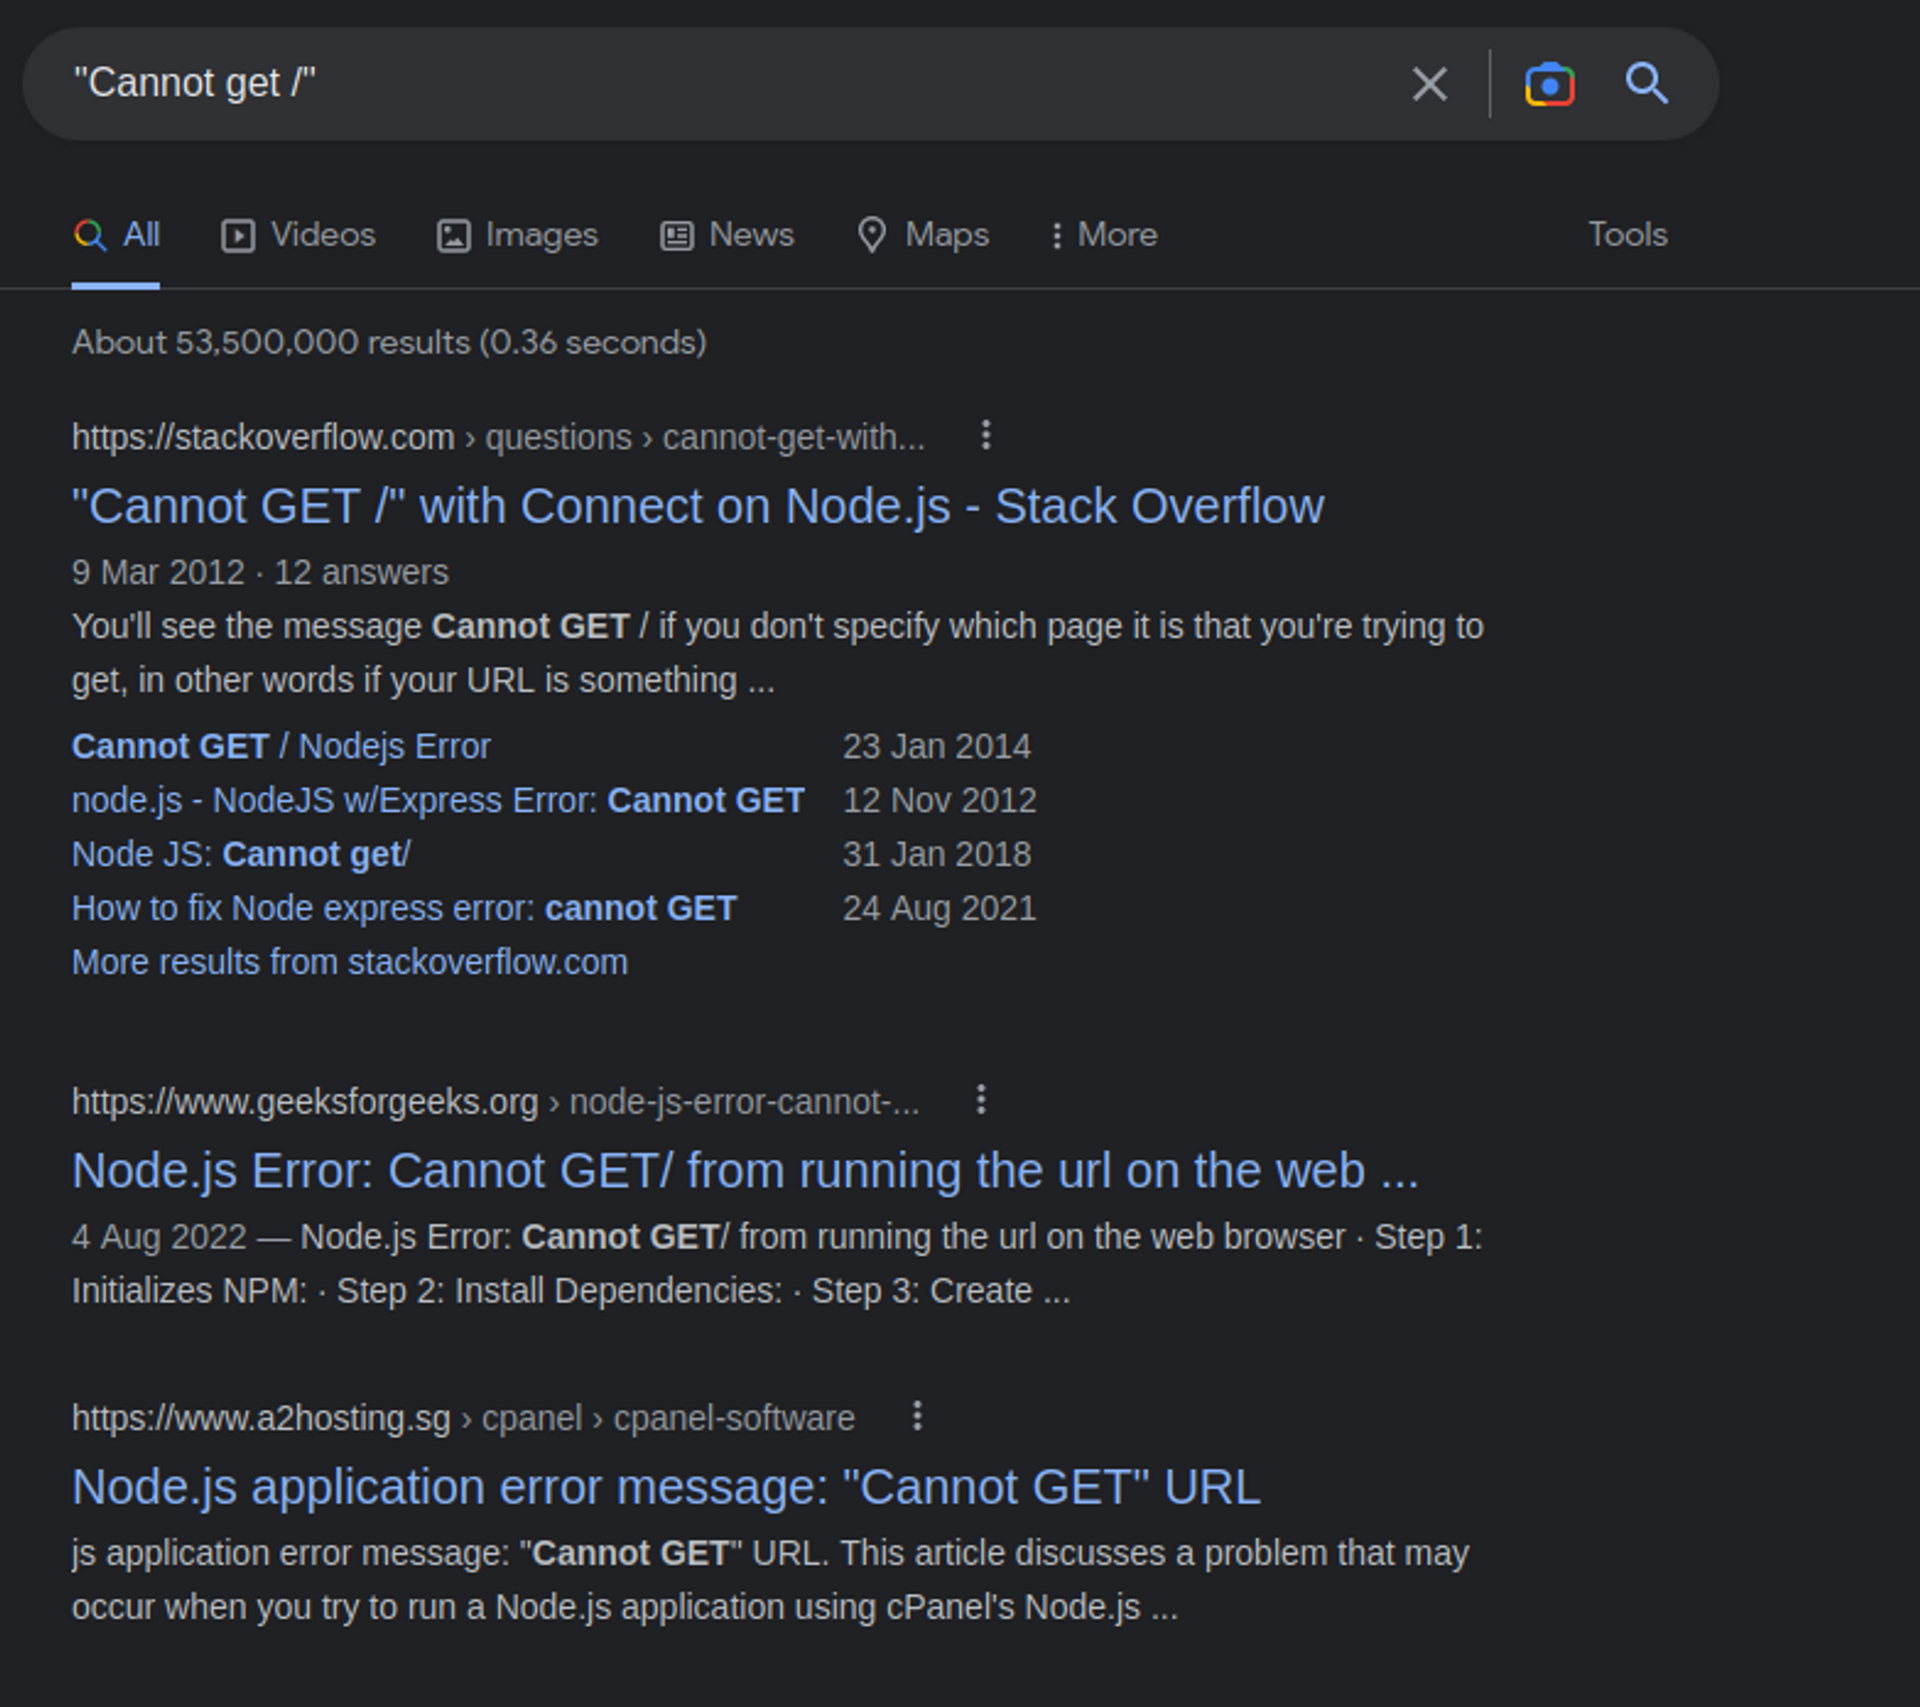 "Cannot get /"
All Videos Images News Maps More Tools
About 53,500,000 results (0.36 seconds)
https://stackoverflow.com › questions › cannot-get-with...
"Cannot GET /" with Connect on Node.js - Stack Overflow
9 Mar 2012 · 12 answers
You'll see the message Cannot GET / if you don't specify which page it is that you're trying to
get, in other words if your URL is something ...
Cannot GET / Nodejs Error 23 Jan 2014
node.js - NodeJS w/Express Error: Cannot GET 12 Nov 2012
Node JS: Cannot get/ 31 Jan 2018
How to fix Node express error: cannot GET 24 Aug 2021
More results from stackoverflow.com
https://www.geeksforgeeks.org › node-js-error-cannot-...
Node.js Error: Cannot GET/ from running the url on the web ...
4 Aug 2022 — Node.js Error: Cannot GET/ from running the url on the web browser · Step 1:
Initializes NPM: · Step 2: Install Dependencies: · Step 3: Create ...
https://www.a2hosting.sg › cpanel › cpanel-software
Node.js application error message: "Cannot GET" URL
js application error message: "Cannot GET" URL. This article discusses a problem that may
occur when you try to run a Node.js application using cPanel's Node.js ...